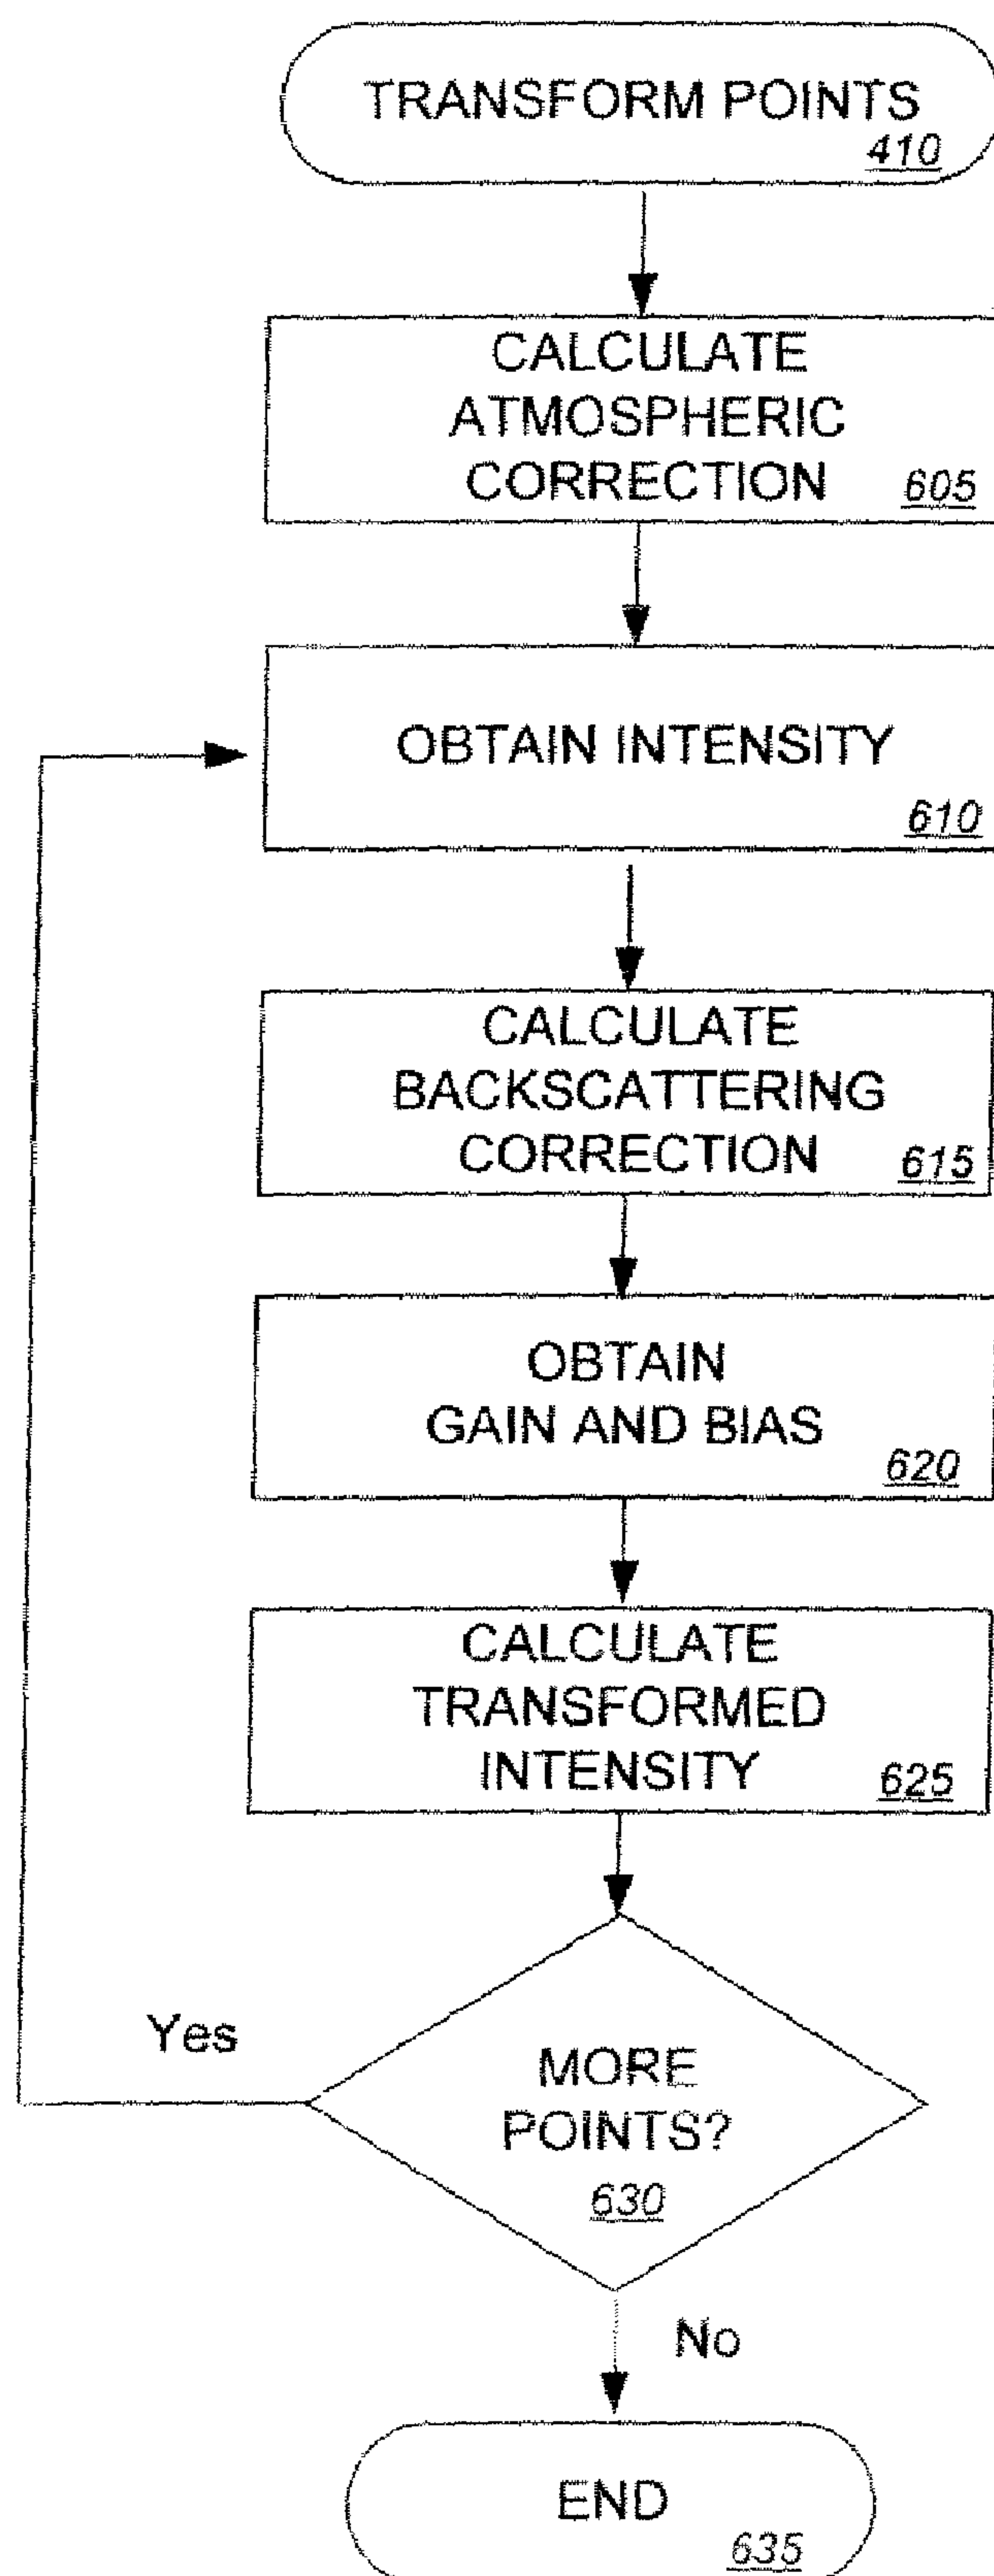 TRANSFORM POINTS
410
CALCULATE
ATMOSPHERIC
CORRECTION 605
OBTAIN INTENSITY
610
CALCULATE
BACKSCATTERING
CORRECTION 615
OBTAIN
GAIN AND BIAS
620
CALCULATE
TRANSFORMED
INTENSITY 625
Yes
MORE
POINTS?
630
No
END
635